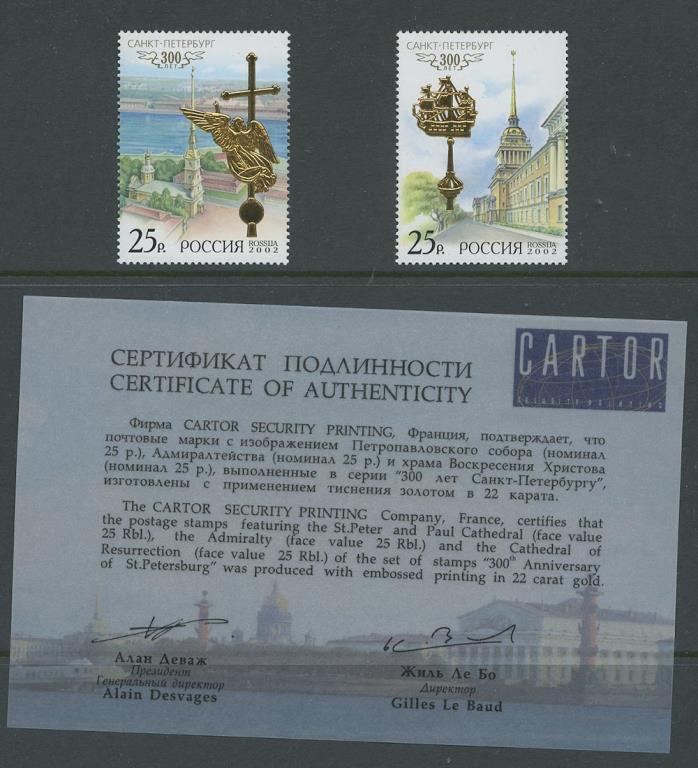 САНКТ-ПЕТЕРБУРГ
300
ЛЕТ
25Р. РОССИЯ ROSSIJA
2002
САНКТ-ПЕТЕРБУРГ
300
ЛЕТ
25Р. РОССИЯ ROSSIJA
2002
CARTOR
SECURITY PRINTING
СЕРТИФИКАТ ПОДЛИННОСТИ
CERTIFICATE OF AUTHENTICITY
Фирма CARTOR SECURITY PRINTING, Франция, подтверждает, что
почтовые марки с изображением Петропавловского собора (номинал
25 р.), Адмиралтейства (номинал 25 р.) и храма Воскресения Христова
(номинал 25 р.), выполненные в серии "300 лет Санкт-Петербургу",
изготовлены с применением тиснения золотом в 22 карата.
The CARTOR SECURITY PRINTING Company, France, certifies that
the postage stamps featuring the St.Peter and Paul Cathedral (face value
25 Rbl.), the Admiralty (face value 25 Rbl.) and the Cathedral of
Resurrection (face value 25 Rbl.) of the set of stamps "300th Anniversary
of St.Petersburg" was produced with embossed printing in 22 carat gold.
Алан Деваж
Президент
Генеральный директор
Alain Desvages
Жиль Ле Бо
Директор
Gilles Le Baud